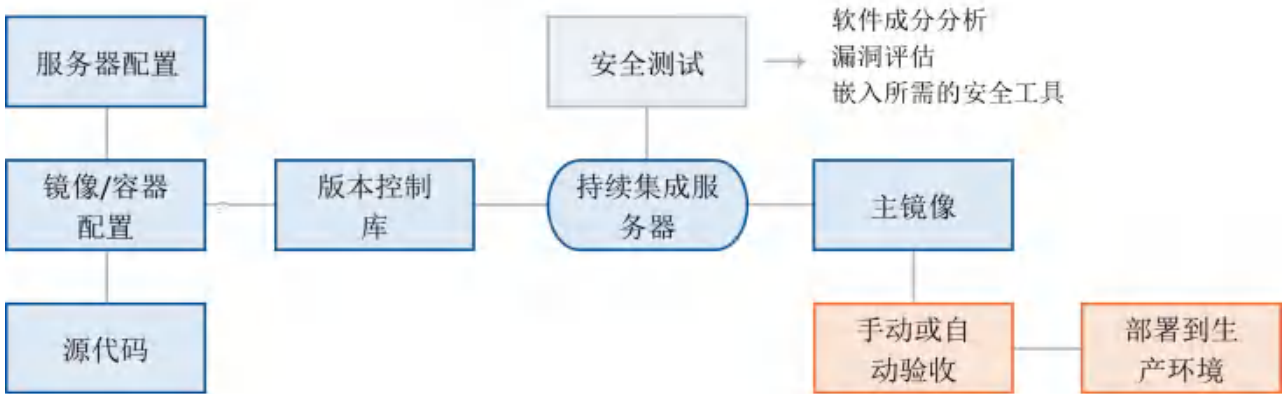 服务器配置
安全测试
软件成分分析
漏洞评估
嵌入所需的安全工具
镜像/容器
配置
版本控制
库
持续集成服
务器
主镜像
源代码
手动或自
动验收
部署到生
产环境